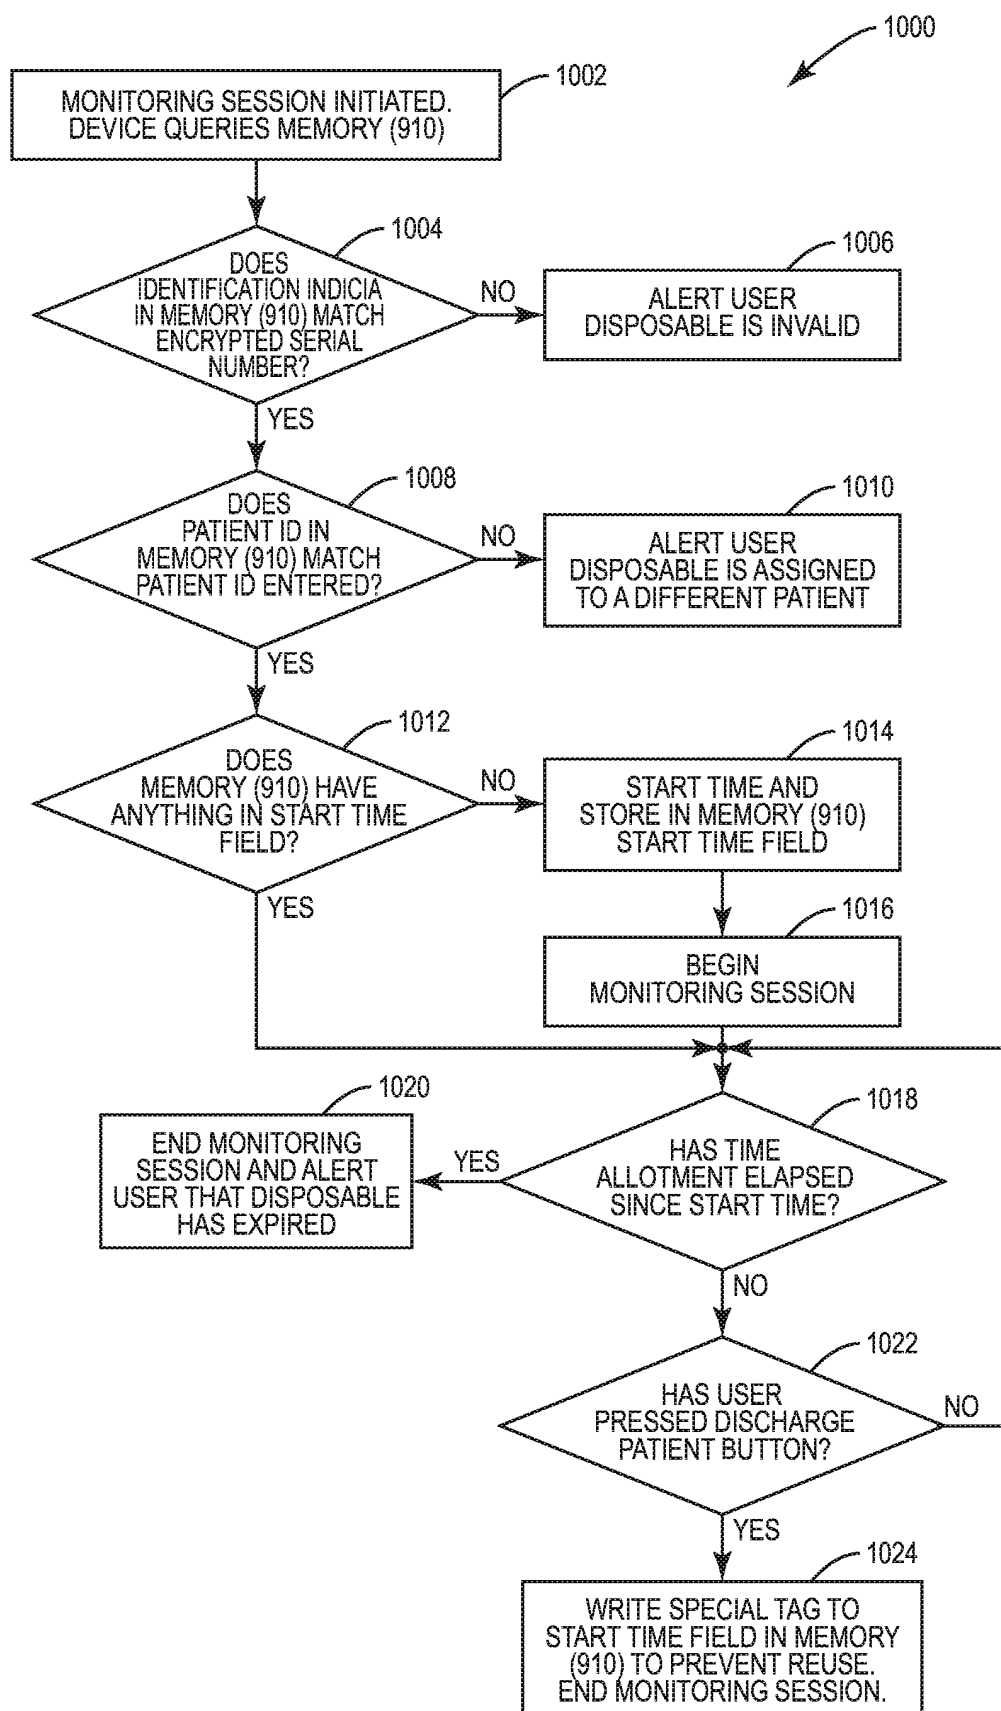 1000
1002
MONITORING SESSION INITIATED.
DEVICE QUERIES MEMORY (910)
1004
DOES
IDENTIFICATION INDICIA
IN MEMORY (910) MATCH
ENCRYPTED SERIAL
NUMBER?
NO
1006
ALERT USER
DISPOSABLE IS INVALID
YES
1008
DOES
PATIENT ID IN
MEMORY (910) MATCH
PATIENT ID ENTERED?
NO
1010
ALERT USER
DISPOSABLE IS ASSIGNED
TO A DIFFERENT PATIENT
YES
1012
DOES
MEMORY (910) HAVE
ANYTHING IN START TIME
FIELD?
NO
1014
START TIME AND
STORE IN MEMORY (910)
START TIME FIELD
YES
1016
BEGIN
MONITORING SESSION
1018
HAS TIME
ALLOTMENT ELAPSED
SINCE START TIME?
YES
1020
END MONITORING
SESSION AND ALERT
USER THAT DISPOSABLE
HAS EXPIRED
NO
1022
HAS USER
PRESSED DISCHARGE
PATIENT BUTTON?
NO
YES
1024
WRITE SPECIAL TAG TO
START TIME FIELD IN MEMORY
(910) TO PREVENT REUSE.
END MONITORING SESSION.